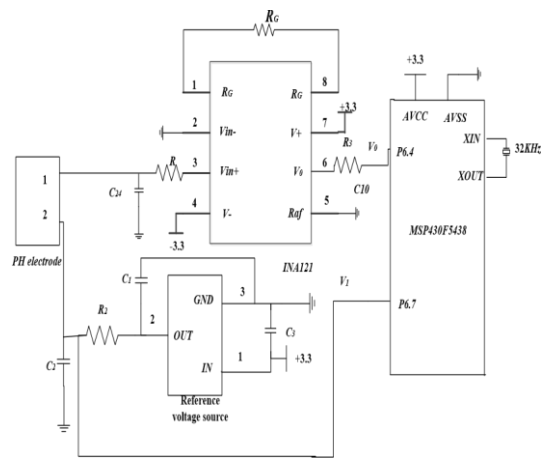 RG
1
RG
RG
8
+3.3
+3.3
2
Vin-
V+
7
AVCC
AVSS
R
R3
V0
P6.4
XIN
3
Vin+
V0
6
32KHz
1
C24
C10
XOUT
2
4
V-
Raf
5
MSP430F5438
-3.3
PH electrode
C1
INA121
V1
GND
3
P6.7
R2
2
OUT
C3
C2
IN
1
+3.3
Reference
voltage source